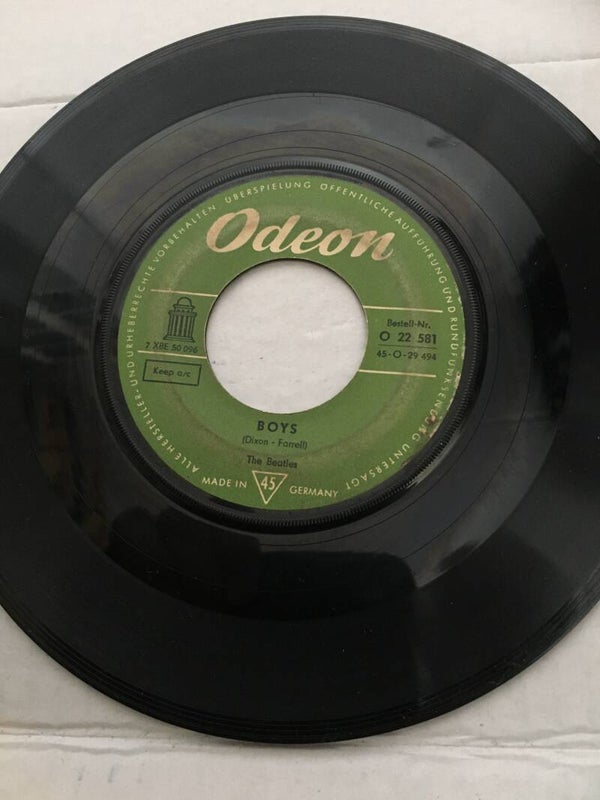 ALLE HERSTELLER- UND URHEBERRECHTE VORBEHALTEN ÜBERSPIELUNG ÖFFENTLICHE AUFFÜHRUNG UND RUNDFUNKSENDUNG UNTERSAGT
Odeon
7 XBE 50 096
Bestell-Nr.
O 22 581
45-O-29 494
Keep a/c
BOYS
(Dixon - Farrell)
The Beatles
MADE IN 45 GERMANY